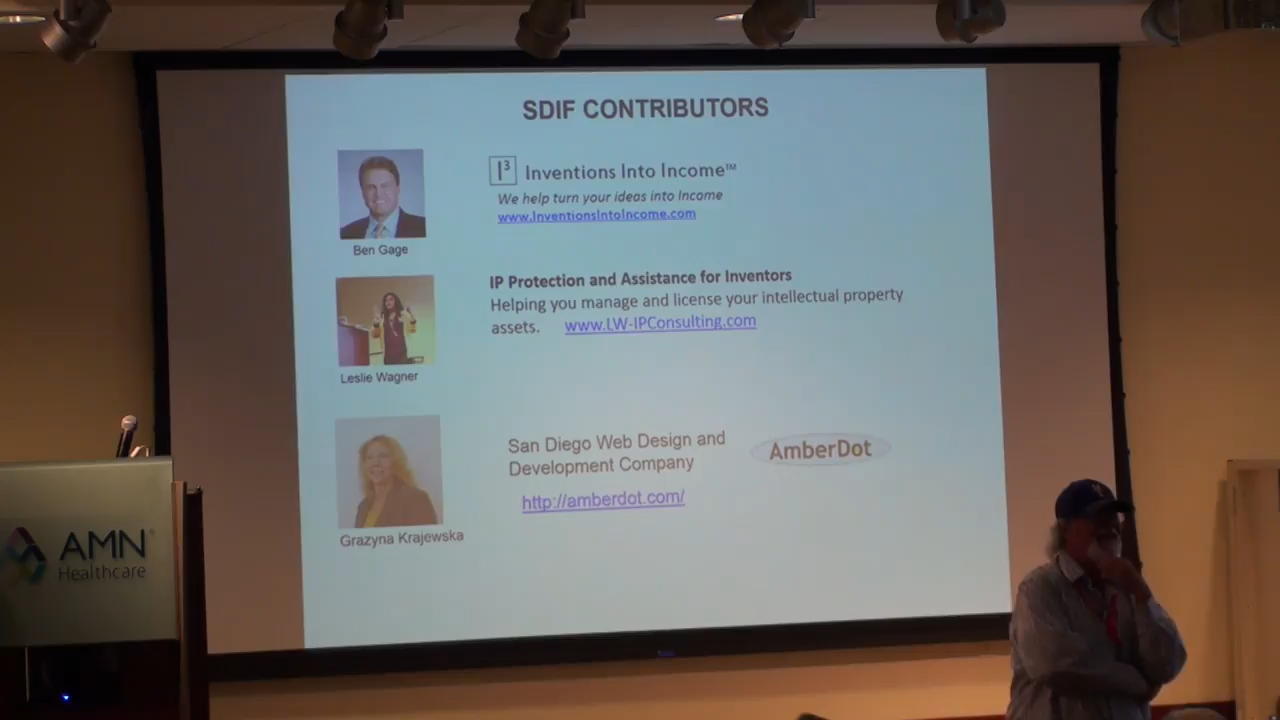 SDIF CONTRIBUTORS
I³ Inventions Into Income™
We help turn your ideas into Income
www.InventionsIntoIncome.com
Ben Gage
IP Protection and Assistance for Inventors
Helping you manage and license your intellectual property
assets. www.LW-IPConsulting.com
Leslie Wagner
San Diego Web Design and
Development Company
AmberDot
http://amberdot.com/
Grazyna Krajewska
AMN®
Healthcare